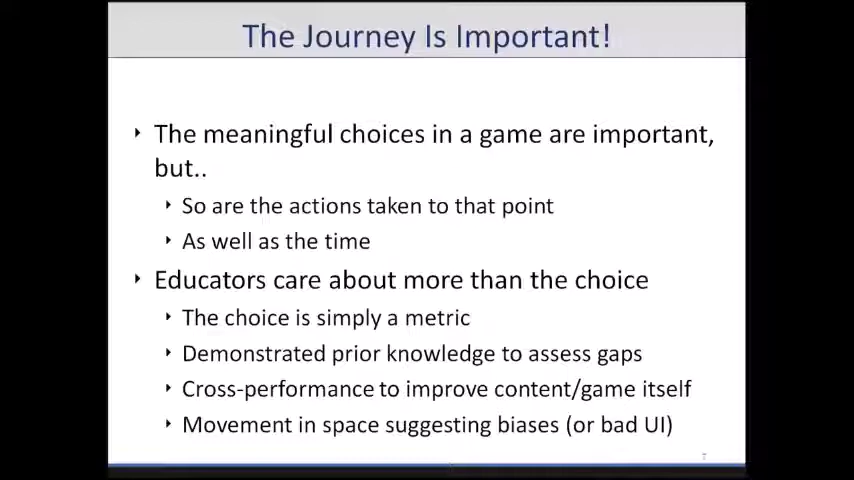 The Journey Is Important!
The meaningful choices in a game are important,
but..
So are the actions taken to that point
As well as the time
Educators care about more than the choice
The choice is simply a metric
Demonstrated prior knowledge to assess gaps
Cross-performance to improve content/game itself
Movement in space suggesting biases (or bad UI)
7